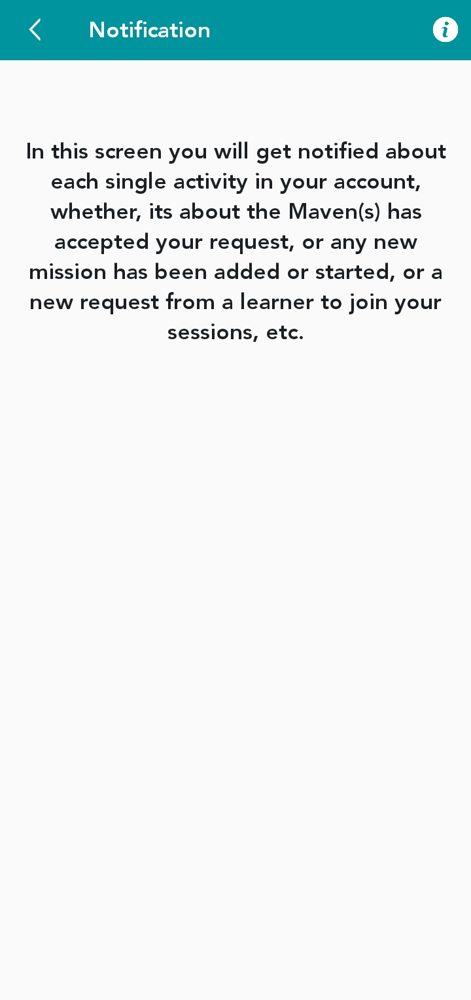 Notification
In this screen you will get notified about
each single activity in your account,
whether, its about the Maven(s) has
accepted your request, or any new
mission has been added or started, or a
new request from a learner to join your
sessions, etc.